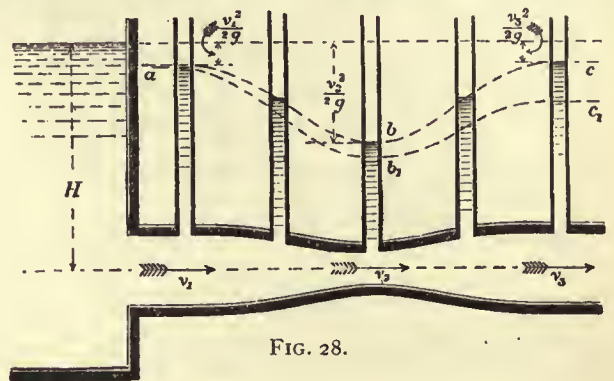 v₁²
2g
v₃²
2g
a
v₂²
2g
c
c₁
b
b₁
H
v₁
v₂
v₃
FIG. 28.